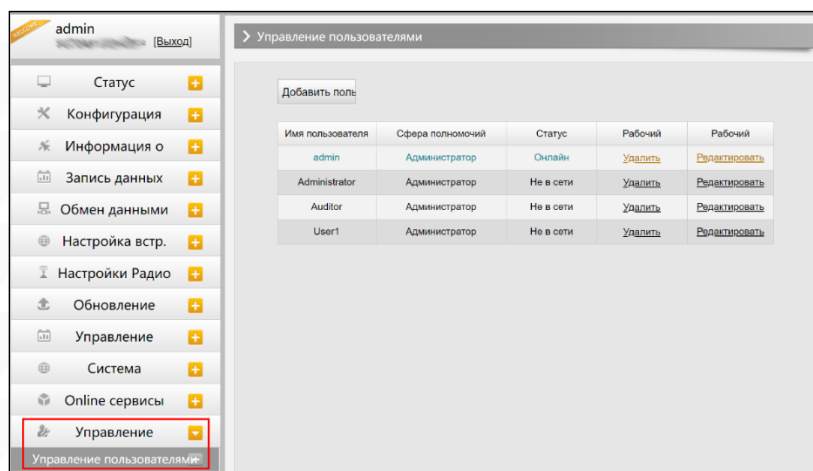 WELCOME
admin
[Выход]
Статус
Конфигурация
Информация о
Запись данных
Обмен данными
Настройка встр.
Настройки Радио
Обновление
Управление
Система
Online сервисы
Управление
Управление пользователями
Управление пользователями
Добавить поль
Имя пользователя Сфера полномочий Статус Рабочий Рабочий
admin Администратор Онлайн Удалить Редактировать
Administrator Администратор Не в сети Удалить Редактировать
Auditor Администратор Не в сети Удалить Редактировать
User1 Администратор Не в сети Удалить Редактировать